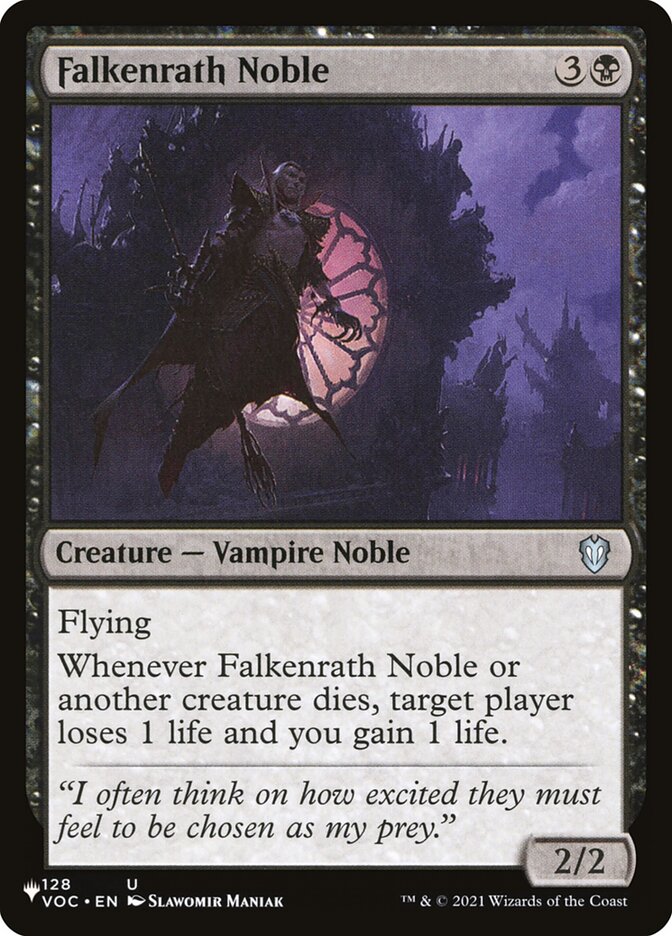 Falkenrath Noble 3
Creature — Vampire Noble
Flying
Whenever Falkenrath Noble or
another creature dies, target player
loses 1 life and you gain 1 life.
“I often think on how excited they must
feel to be chosen as my prey.”
2/2
128 U
VOC • EN Slawomir Maniak ™ & © 2021 Wizards of the Coast